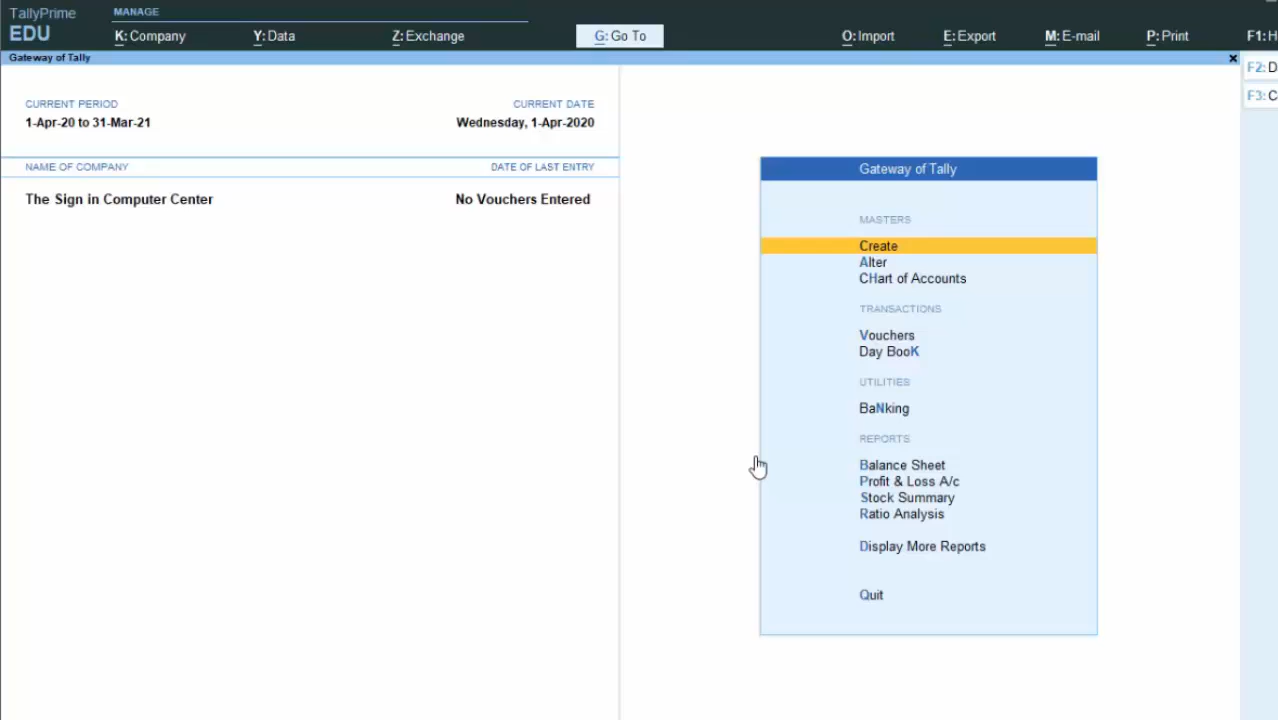 TallyPrime
EDU
MANAGE
K: Company Y: Data Z: Exchange G: Go To O: Import E: Export M: E-mail P: Print F1: H
Gateway of Tally x F2: D
F3: C
CURRENT PERIOD CURRENT DATE
1-Apr-20 to 31-Mar-21 Wednesday, 1-Apr-2020
NAME OF COMPANY DATE OF LAST ENTRY
The Sign in Computer Center No Vouchers Entered
Gateway of Tally
MASTERS
Create
Alter
CHart of Accounts
TRANSACTIONS
Vouchers
Day BooK
UTILITIES
BaNking
REPORTS
Balance Sheet
Profit & Loss A/c
Stock Summary
Ratio Analysis
Display More Reports
Quit